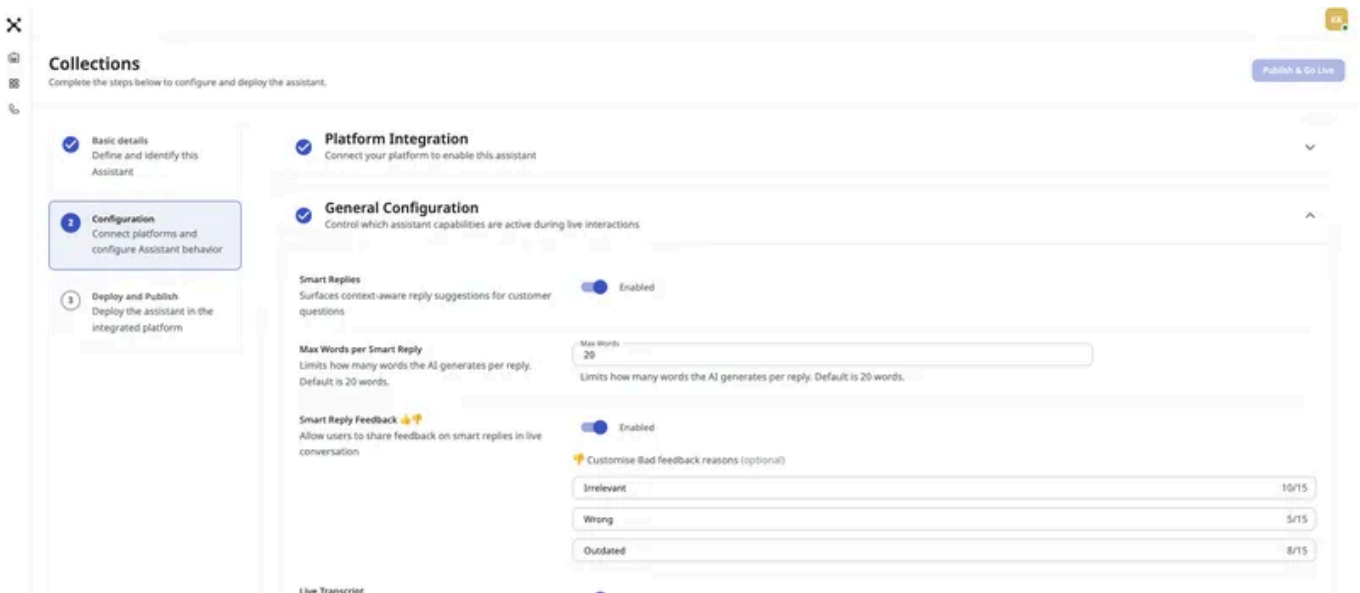 KK
Collections
Complete the steps below to configure and deploy the assistant.
Publish & Go Live
Basic details
Define and identify this
Assistant
2
Configuration
Connect platforms and
configure Assistant behavior
3
Deploy and Publish
Deploy the assistant in the
integrated platform
Platform Integration
Connect your platform to enable this assistant
General Configuration
Control which assistant capabilities are active during live interactions
Smart Replies
Surfaces context-aware reply suggestions for customer
questions
Enabled
Max Words per Smart Reply
Limits how many words the AI generates per reply.
Default is 20 words.
Max Words
20
Limits how many words the AI generates per reply. Default is 20 words.
Smart Reply Feedback 👍👎
Allow users to share feedback on smart replies in live
conversation
Enabled
👎 Customise Bad feedback reasons (optional)
Irrelevant 10/15
Wrong 5/15
Outdated 8/15
Live Transcript